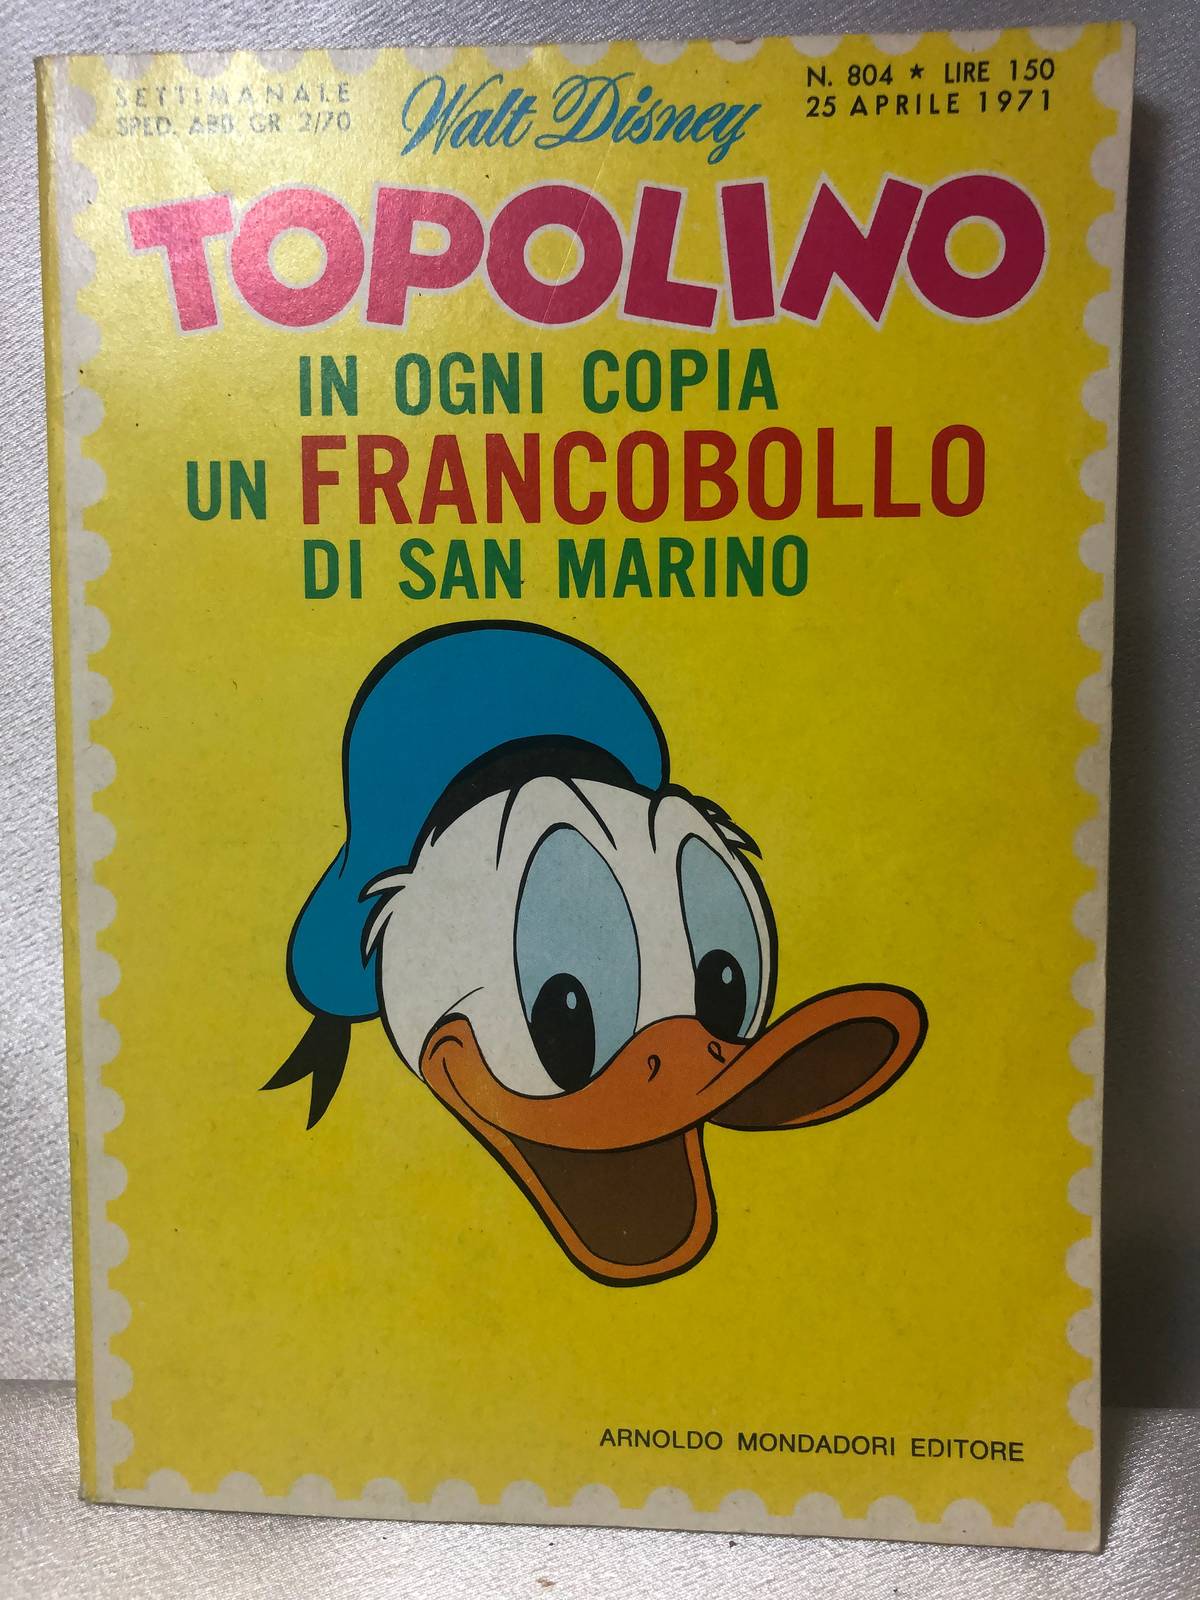 SETTIMANALE
SPED. ABB. GR. 2/70
Walt Disney
N. 804 ★ LIRE 150
25 APRILE 1971
TOPOLINO
IN OGNI COPIA
UN FRANCOBOLLO
DI SAN MARINO
ARNOLDO MONDADORI EDITORE